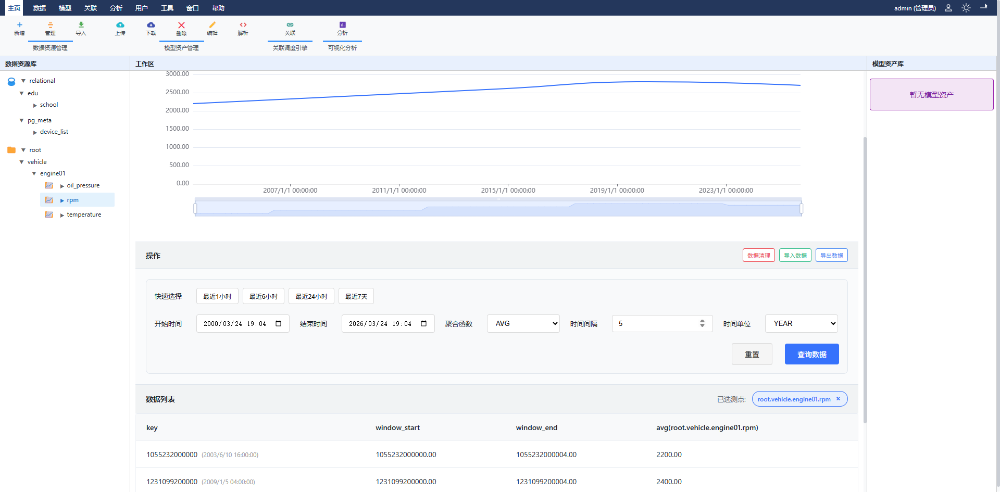 主页 数据 模型 关联 分析 用户 工具 窗口 帮助 admin (管理员)
新增 管理 导入 上传 下载 删除 编辑 解析 关联 分析
数据资源管理 模型资产管理 关联调度引擎 可视化分析
数据资源库
relational
edu
school
pg_meta
device_list
root
vehicle
engine01
oil_pressure
rpm
temperature
工作区
3000.00
2500.00
2000.00
1500.00
1000.00
500.00
0.00
2007/1/1 00:00:00 2011/1/1 00:00:00 2015/1/1 00:00:00 2019/1/1 00:00:00 2023/1/1 00:00:00
操作 数据清理 导入数据 导出数据
快速选择 最近1小时 最近6小时 最近24小时 最近7天
开始时间 2000/03/24 19:04 结束时间 2026/03/24 19:04 聚合函数 AVG 时间间隔 5 时间单位 YEAR
重置 查询数据
数据列表 已选测点: root.vehicle.engine01.rpm ×
key window_start window_end avg(root.vehicle.engine01.rpm)
1055232000000 (2003/6/10 16:00:00) 1055232000000.00 1055232000004.00 2200.00
1231099200000 (2009/1/5 04:00:00) 1231099200000.00 1231099200004.00 2400.00
模型资产库
暂无模型资产